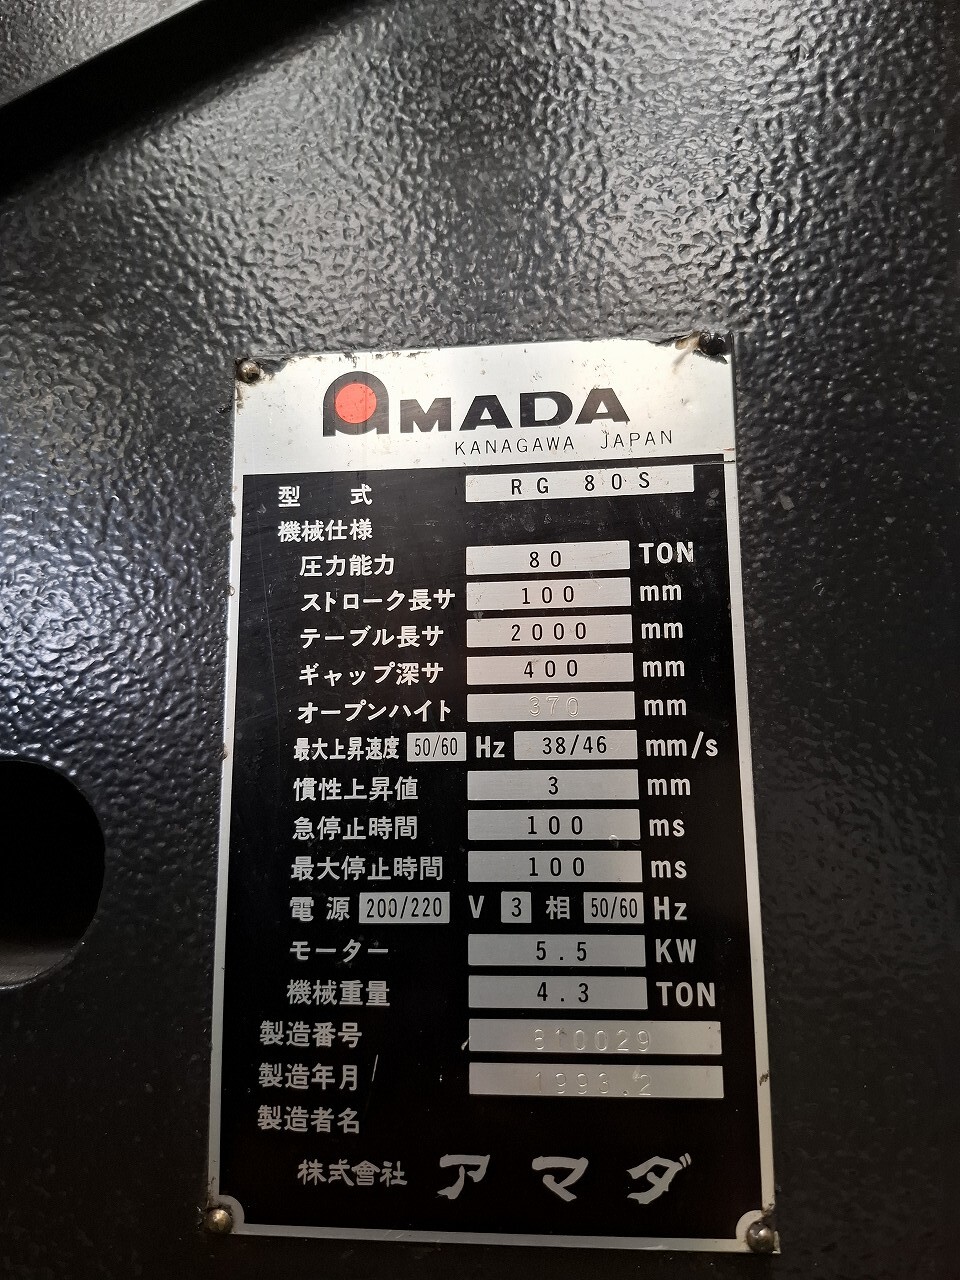 AMADA
KANAGAWA JAPAN
型式 RG 80S
機械仕様
圧力能力 80 TON
ストローク長サ 100 mm
テーブル長サ 2000 mm
ギャップ深サ 400 mm
オープンハイト 370 mm
最大上昇速度 50/60 Hz 38/46 mm/s
慣性上昇値 3 mm
急停止時間 100 ms
最大停止時間 100 ms
電源 200/220 V 3 相 50/60 Hz
モーター 5.5 KW
機械重量 4.3 TON
製造番号 810029
製造年月 1993.2
製造者名
株式會社 アマダ